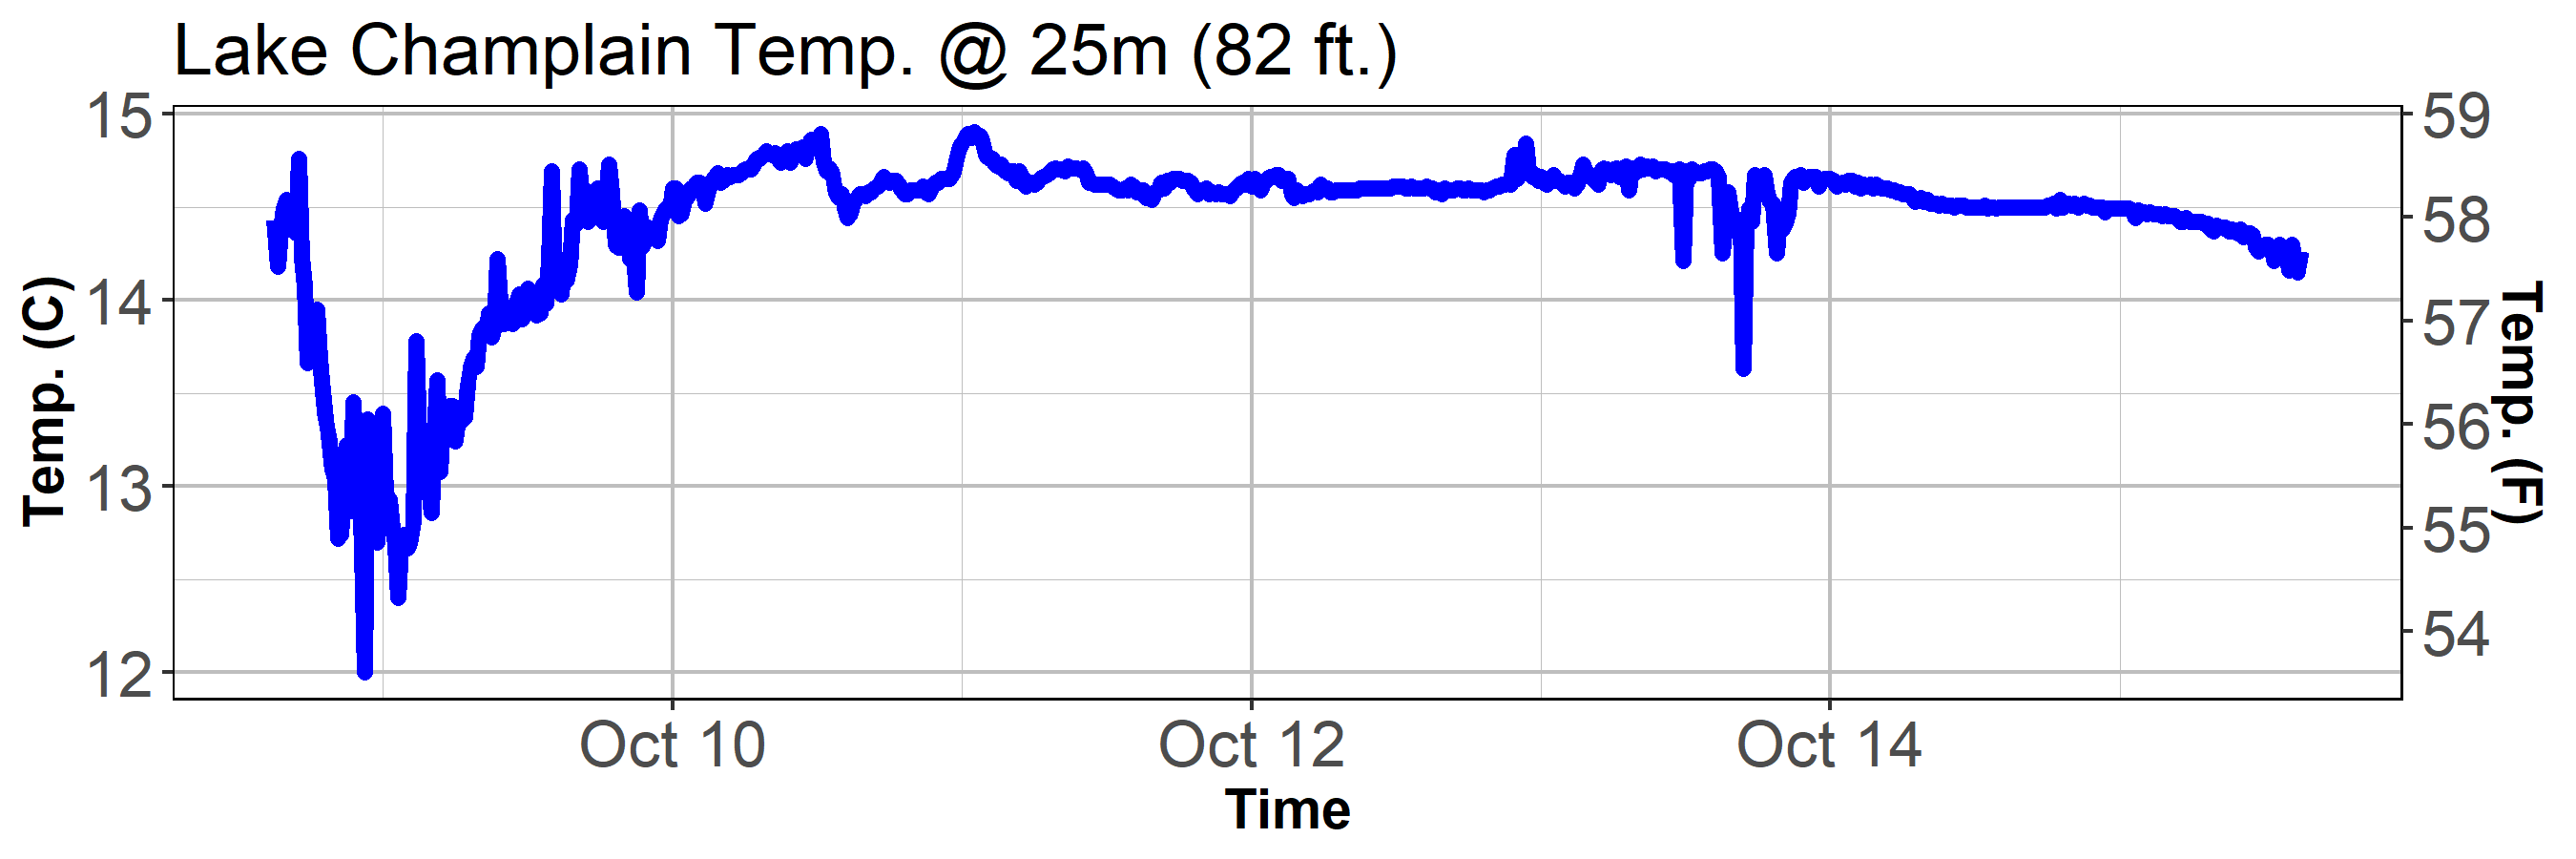 Lake Champlain Temp. @ 25m (82 ft.)
15
14
13
12
Temp. (C)
59
58
57
56
55
54
Temp. (F)
Oct 10
Oct 12
Oct 14
Time